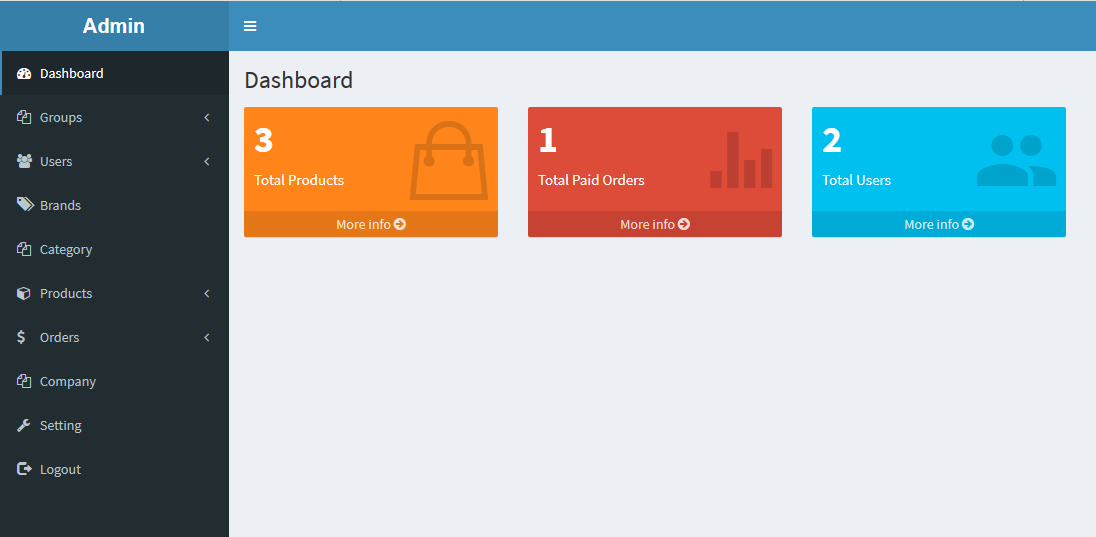 Admin
Dashboard
Groups
Users
Brands
Category
Products
Orders
Company
Setting
Logout
Dashboard
3
Total Products
More info
1
Total Paid Orders
More info
2
Total Users
More info